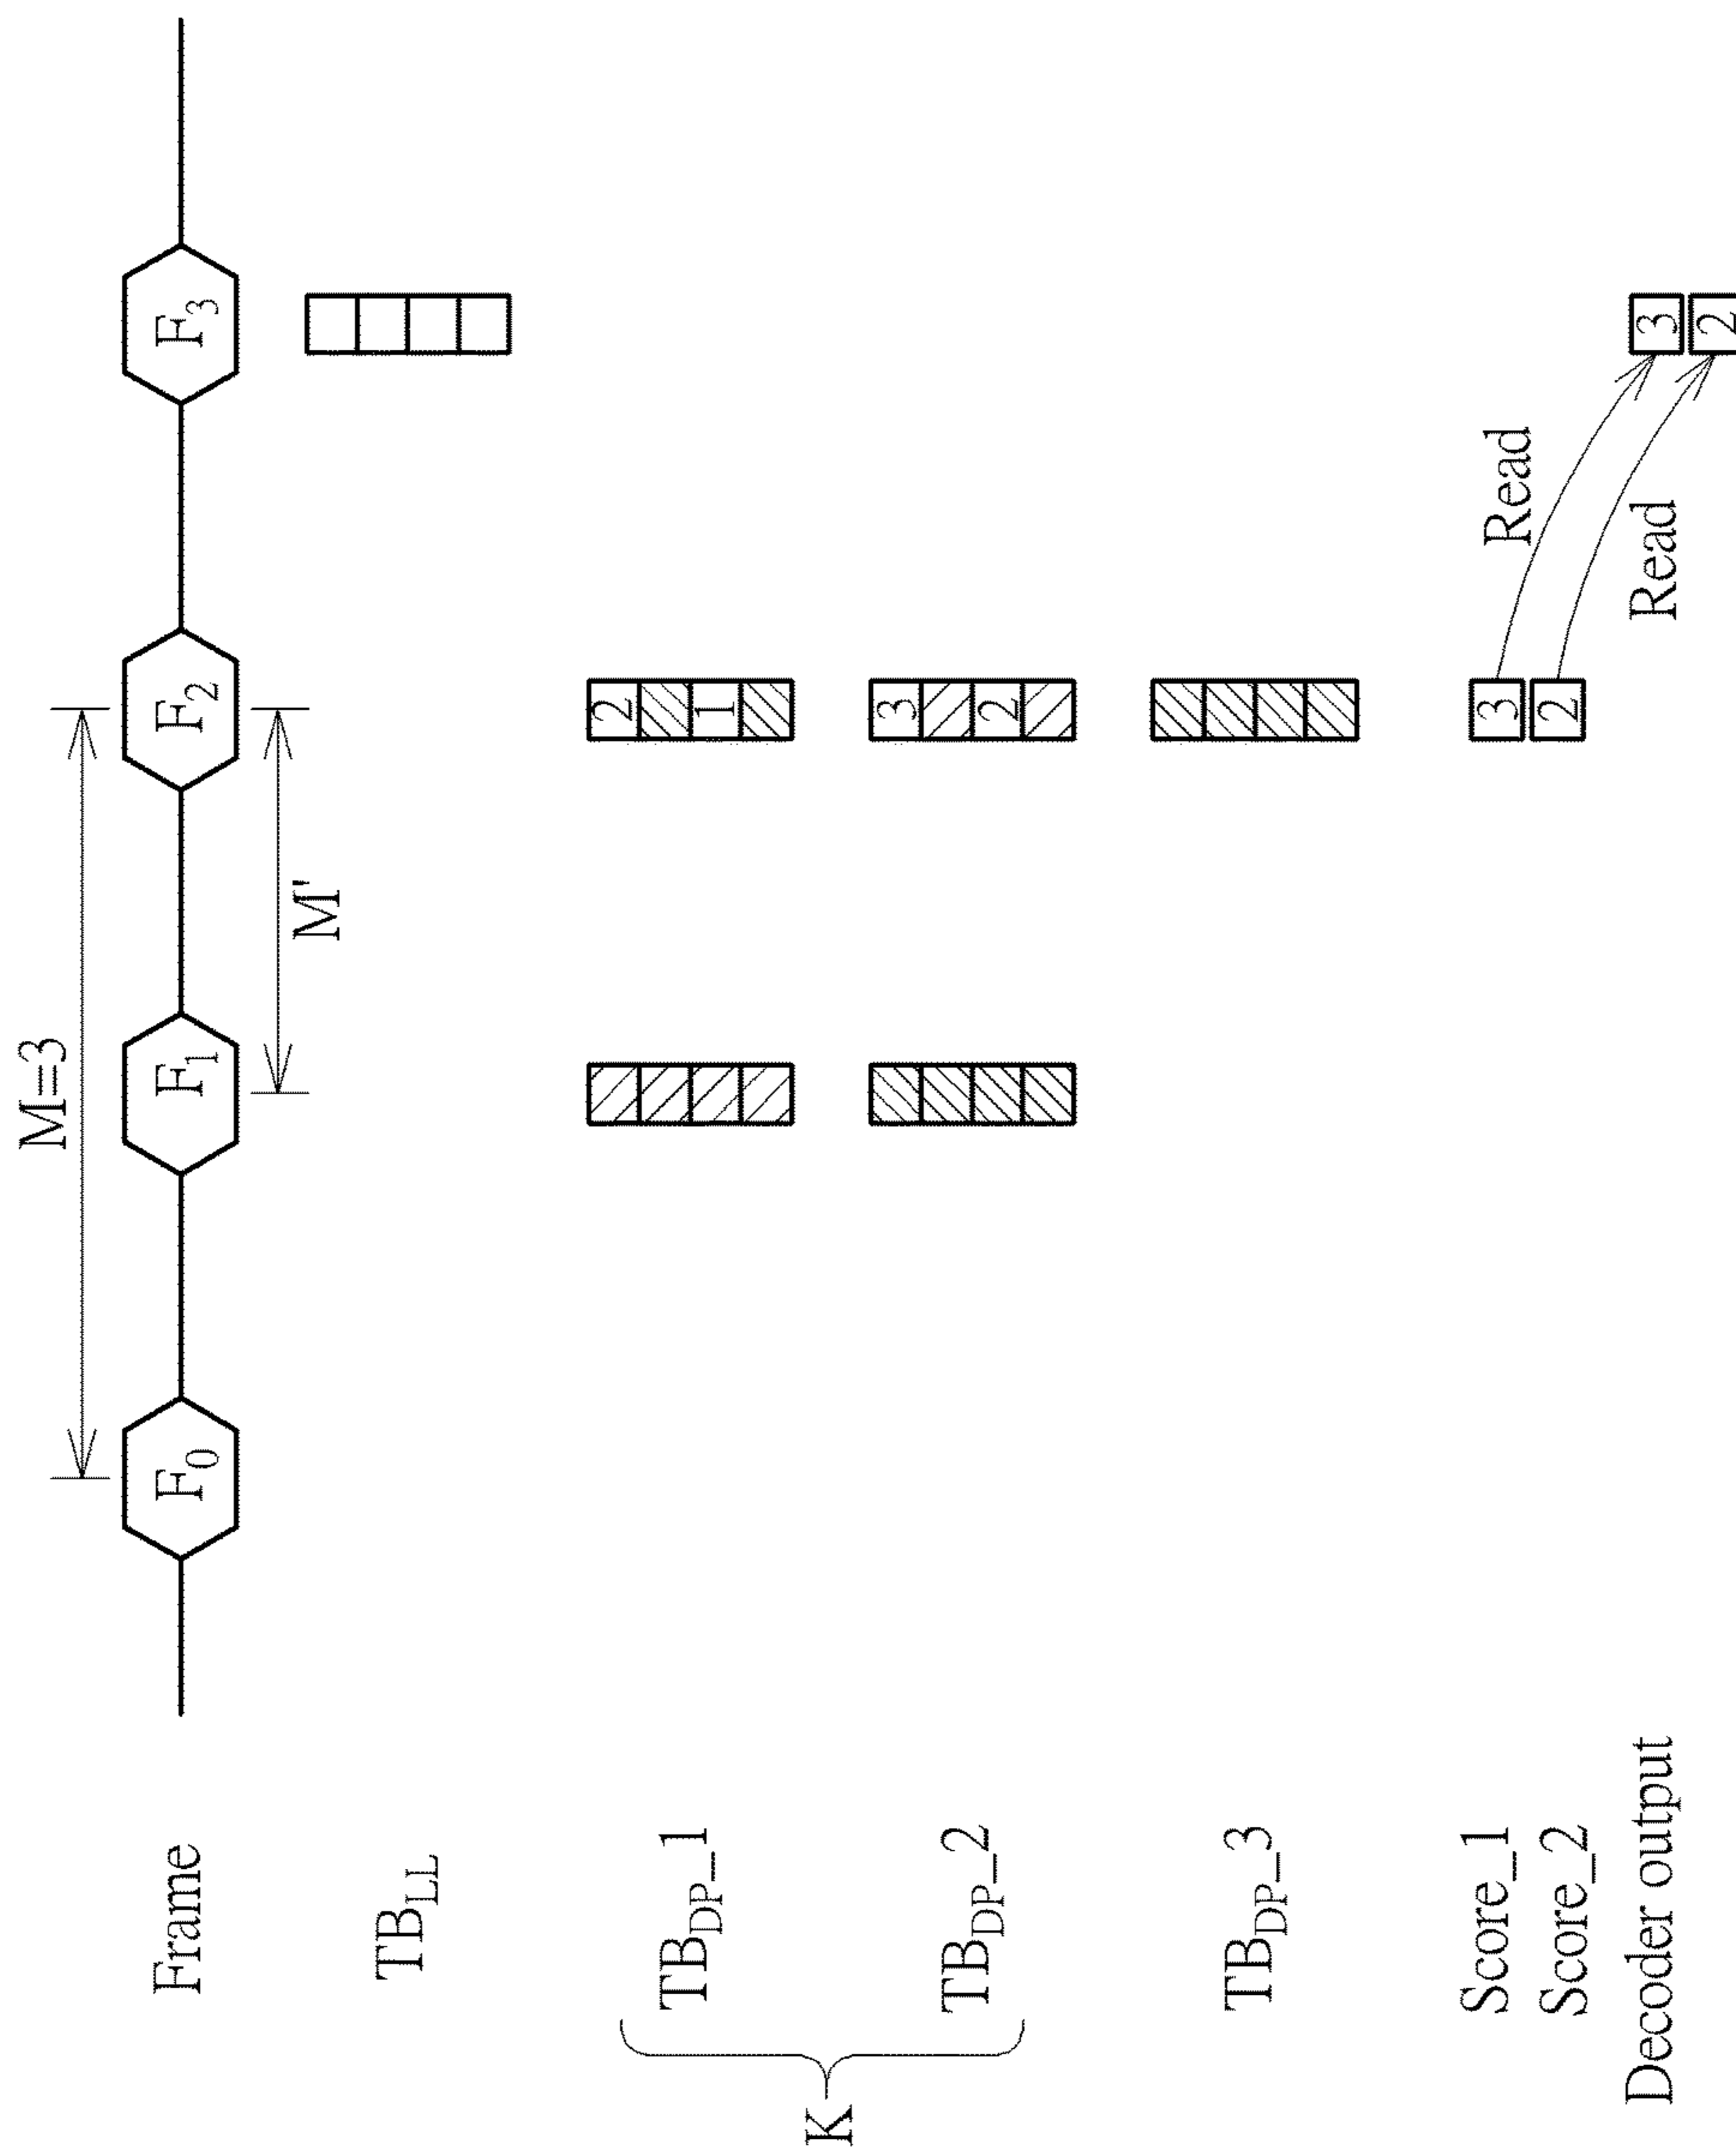 M=3
Frame F₀ F₁ F₂ F₃
M'
TB_LL
K
TB_DP_1 2 1
TB_DP_2 3 2
TB_DP_3
Read
Score_1 3
Score_2 2
Read
Decoder output 3
2